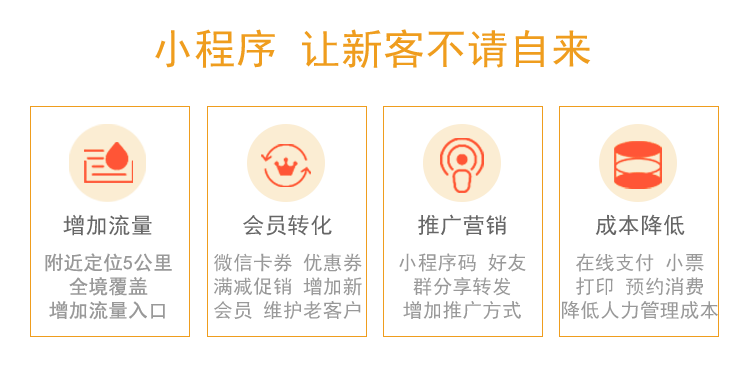 小程序 让新客不请自来
增加流量
附近定位5公里
全境覆盖
增加流量入口
会员转化
微信卡券 优惠券
满减促销 增加新
会员 维护老客户
推广营销
小程序码 好友
群分享转发
增加推广方式
成本降低
在线支付 小票
打印 预约消费
降低人力管理成本